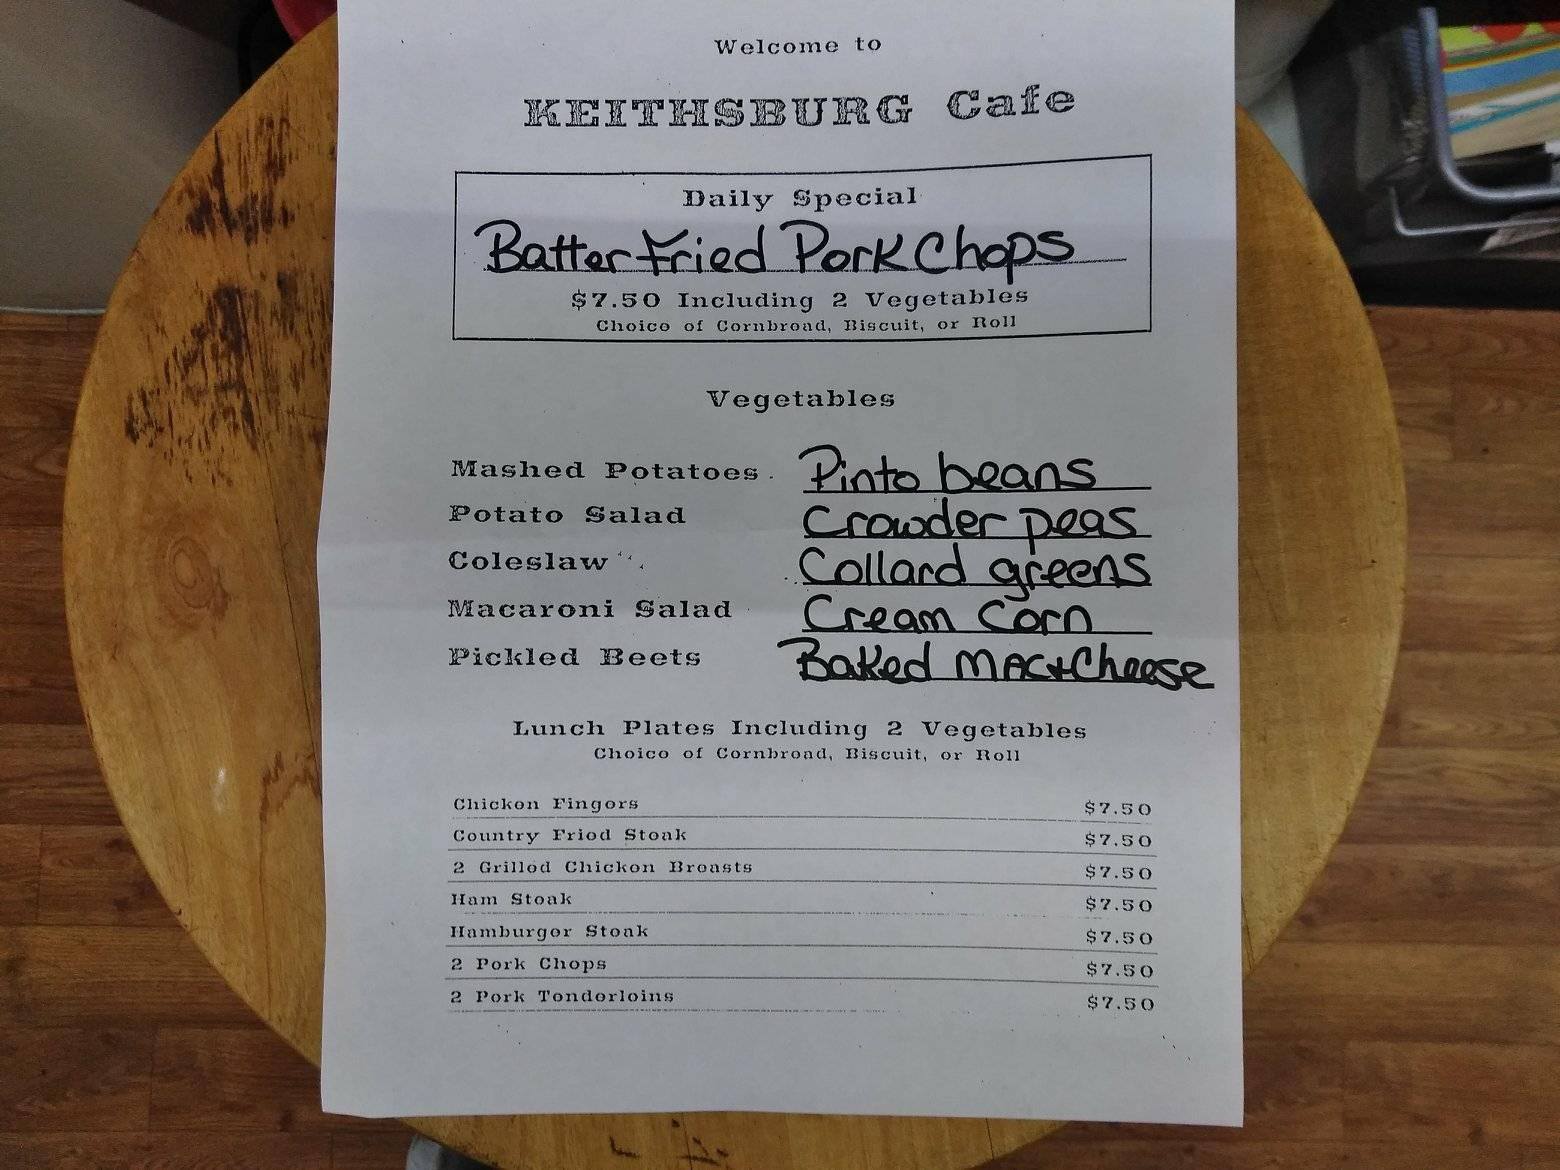 Welcome to
KEITHSBURG Cafe
Daily Special
Batter Fried Pork Chops
$7.50 Including 2 Vegetables
Choice of Cornbread, Biscuit, or Roll
Vegetables
Mashed Potatoes Pinto beans
Potato Salad Crowder peas
Coleslaw Collard greens
Macaroni Salad Cream Corn
Pickled Beets Baked Mac+Cheese
Lunch Plates Including 2 Vegetables
Choice of Cornbread, Biscuit, or Roll
Chicken Fingers $7.50
Country Fried Steak $7.50
2 Grilled Chicken Breasts $7.50
Ham Steak $7.50
Hamburger Steak $7.50
2 Pork Chops $7.50
2 Pork Tenderloins $7.50